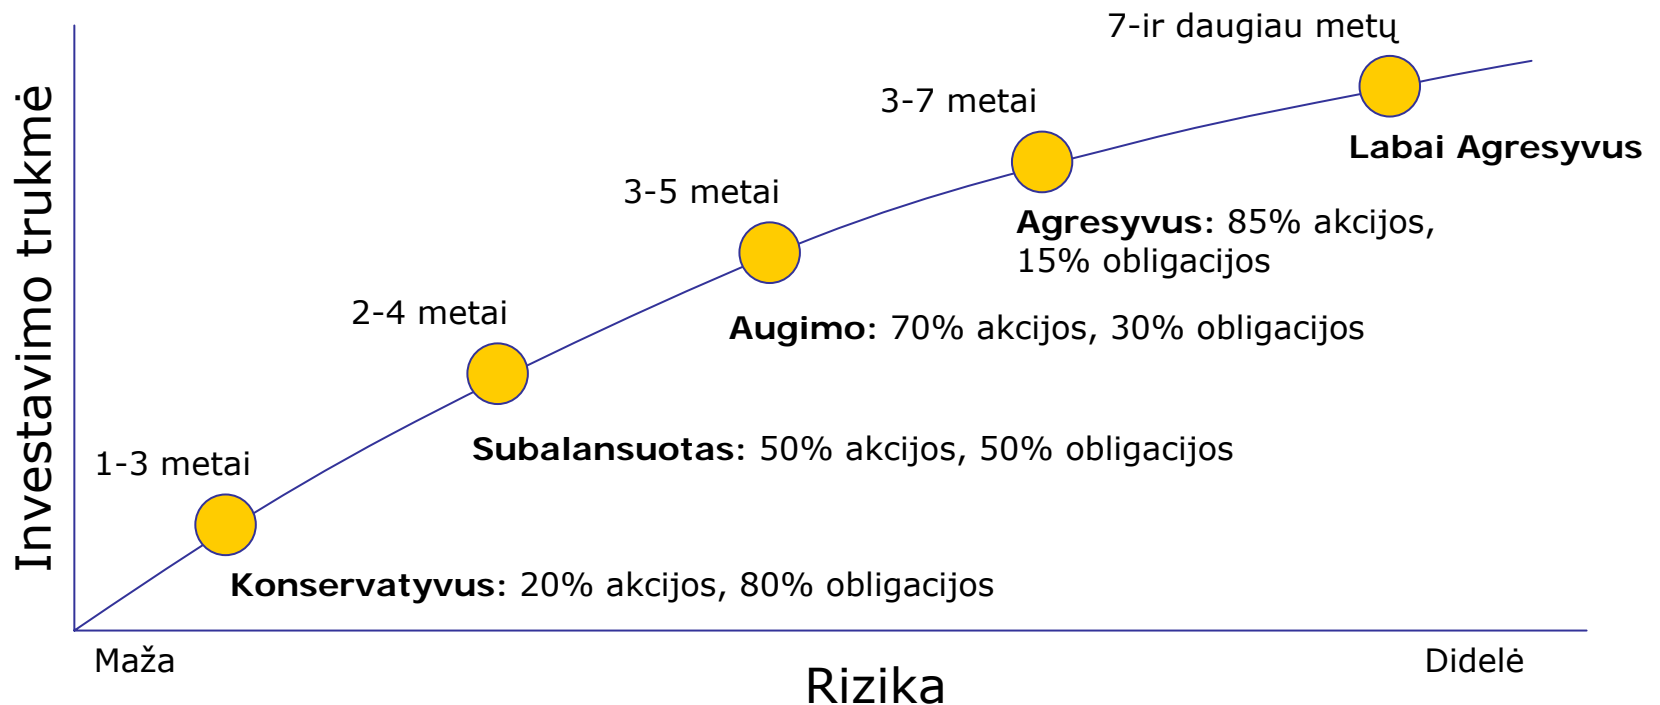 7-ir daugiau metų
3-7 metai
Labai Agresyvus
3-5 metai
Agresyvus: 85% akcijos,
15% obligacijos
2-4 metai
Augimo: 70% akcijos, 30% obligacijos
Subalansuotas: 50% akcijos, 50% obligacijos
1-3 metai
Konservatyvus: 20% akcijos, 80% obligacijos
Investavimo trukmė
Maža
Didelė
Rizika